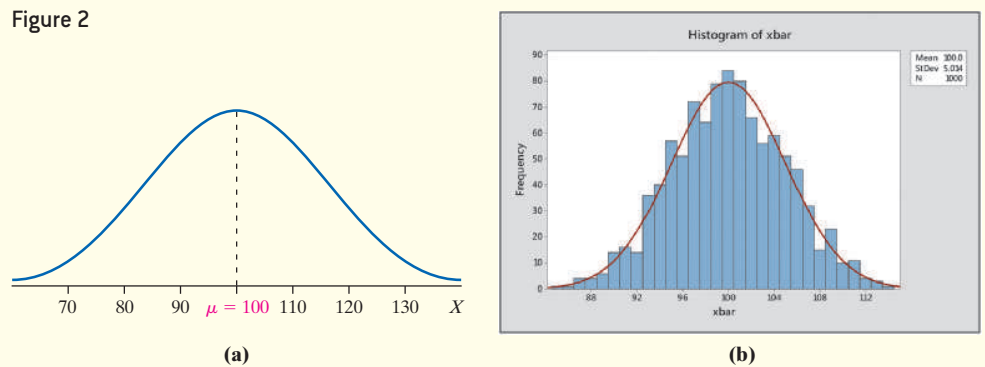 Figure 2
70 80 90 μ = 100 110 120 130 X
(a)
Histogram of xbar
Mean 100.0
StDev 5.014
N 1000
Frequency
90
80
70
60
50
40
30
20
10
0
88 92 96 100 104 108 112
xbar
(b)